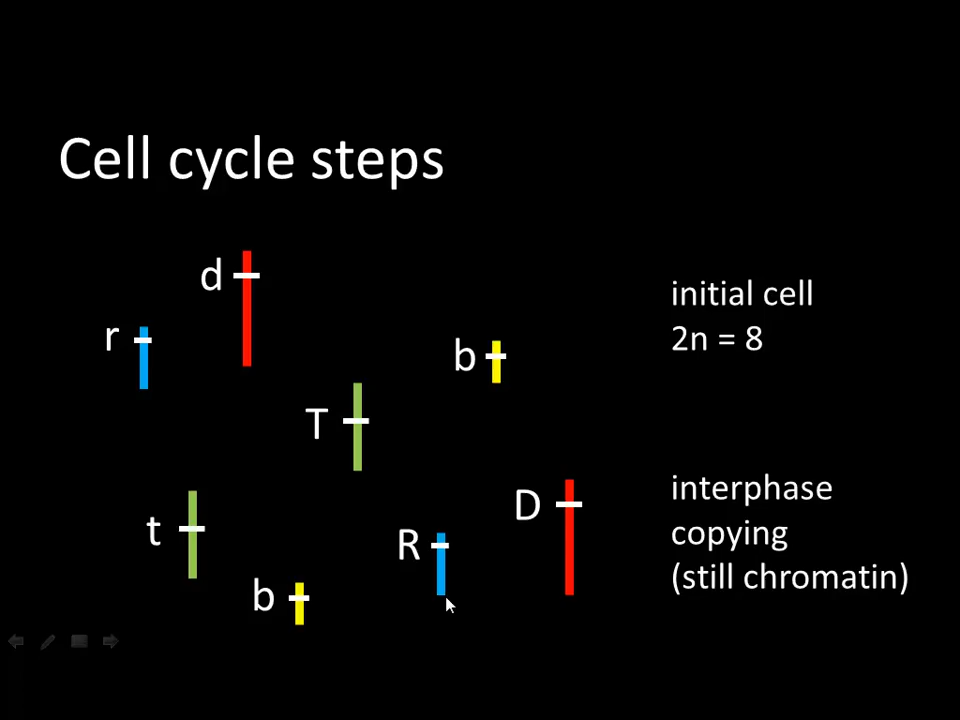 Cell cycle steps
d
r
b
T
t
b
R
D
initial cell
2n = 8
interphase
copying
(still chromatin)